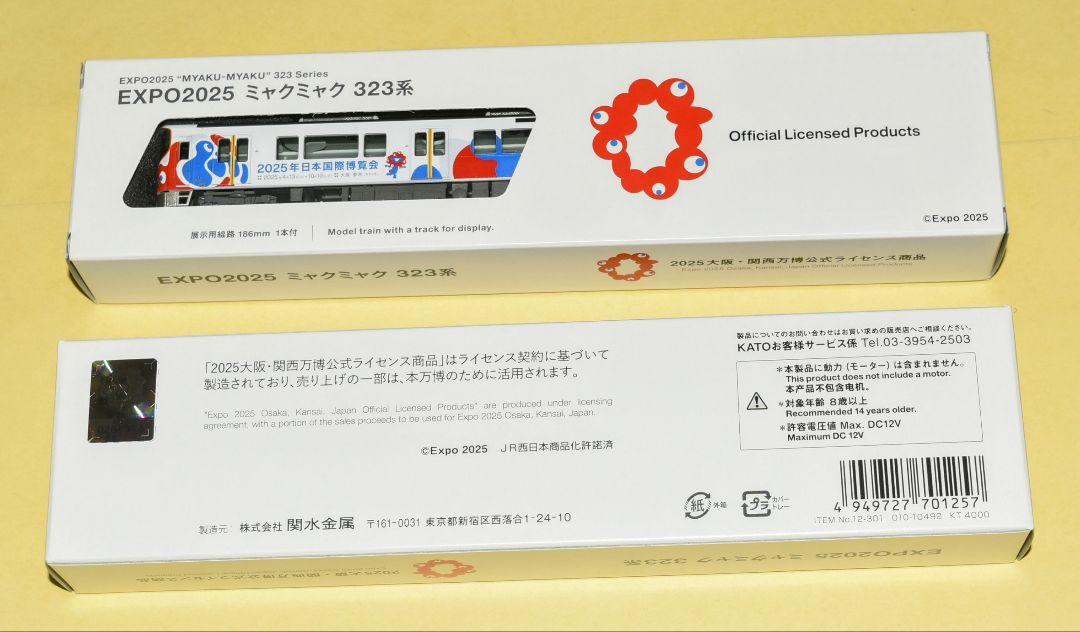 EXPO2025 "MYAKU-MYAKU" 323 Series
EXPO2025 ミャクミャク 323系
2025年日本国際博覧会
Official Licensed Products
©Expo 2025
展示用線路 186mm 1本付 | Model train with a track for display.
EXPO2025 ミャクミャク 323系
2025大阪・関西万博公式ライセンス商品
Expo 2025 Osaka, Kansai, Japan Official Licensed Products
「2025大阪・関西万博公式ライセンス商品」はライセンス契約に基づいて
製造されており、売り上げの一部は、本万博のために活用されます。
"Expo 2025 Osaka, Kansai, Japan Official Licensed Products" are produced under licensing
agreement, with a portion of the sales proceeds to be used for Expo 2025 Osaka, Kansai, Japan.
©Expo 2025 JR西日本商品化許諾済
製造元: 株式会社 関水金属 〒161-0031 東京都新宿区西落合1-24-10
製品についてのお問い合わせはお買い求めの販売店へご相談ください。
KATOお客様サービス係 Tel.03-3954-2503
*本製品に動力（モーター）は含まれません。
This product does not include a motor.
本产品不包含电机。
*対象年齢 8歳以上
Recommended 14 years older.
*許容電圧値 Max. DC12V
Maximum DC 12V
紙 外箱
プラ カバー
トレー
4 949727 701257
ITEM No.12-301 010-10492 KT 4000
EXPO2025 ミャクミャク 323系
2025大阪・関西万博公式ライセンス商品